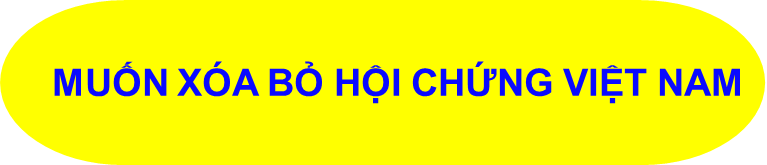 MUỐN XÓA BỎ HỘI CHỨNG VIỆT NAM